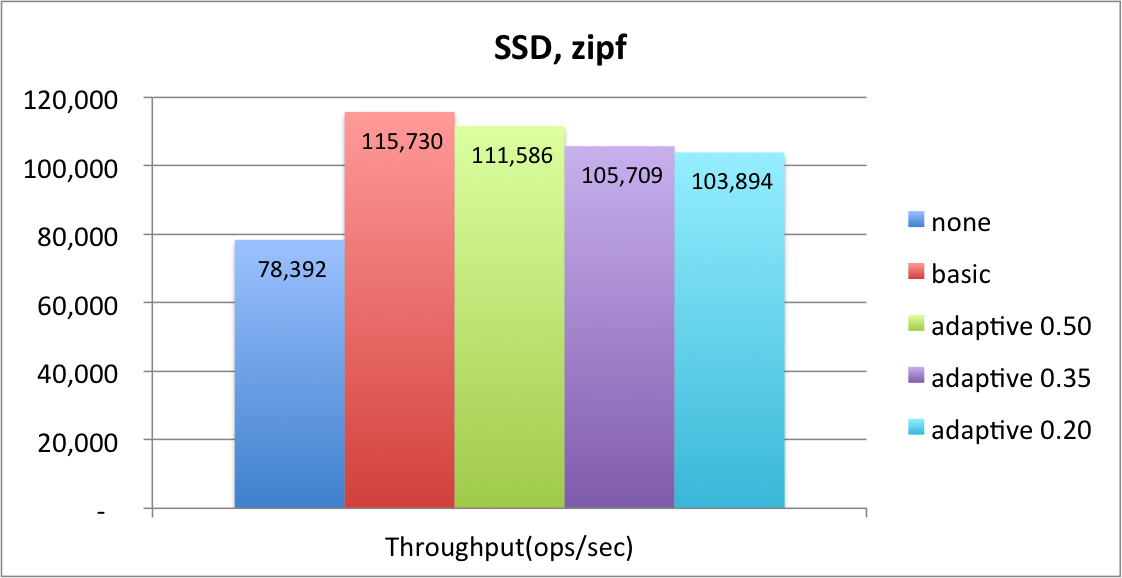 SSD, zipf
120,000
100,000
80,000
60,000
40,000
20,000
-
78,392
115,730
111,586
105,709
103,894
Throughput(ops/sec)
none
basic
adaptive 0.50
adaptive 0.35
adaptive 0.20